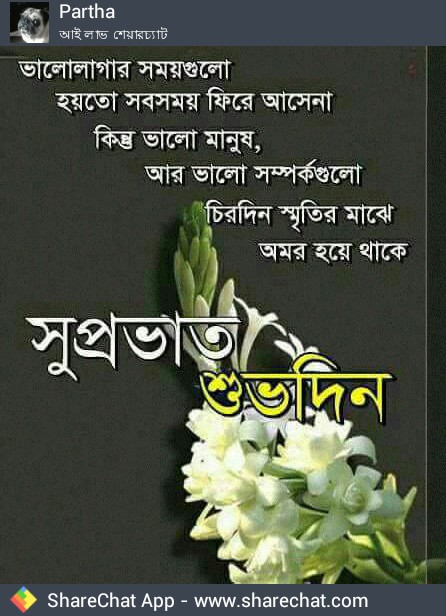 Partha
আই লাভ শেয়ারচ্যাট
ভালোলাগার সময়গুলো
হয়তো সবসময় ফিরে আসেনা
কিন্তু ভালো মানুষ,
আর ভালো সম্পর্কগুলো
চিরদিন স্মৃতির মাঝে
অমর হয়ে থাকে
সুপ্রভাত
শুভদিন
ShareChat App - www.sharechat.com